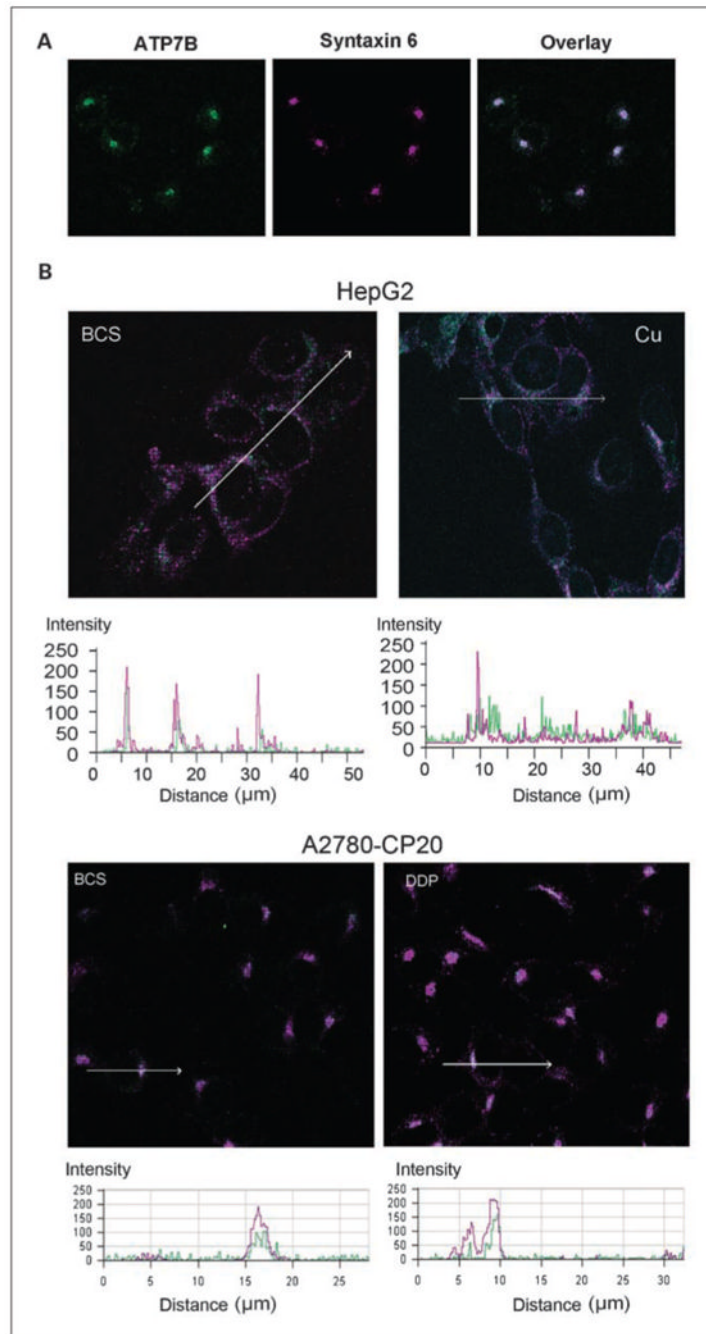 A
ATP7B Syntaxin 6 Overlay
B
HepG2
BCS Cu
Intensity Intensity
250 250
200 200
150 150
100 100
50 50
0 0
0 10 20 30 40 50 0 10 20 30 40
Distance (µm) Distance (µm)
A2780-CP20
BCS DDP
Intensity Intensity
250 250
200 200
150 150
100 100
50 50
0 0
0 5 10 15 20 25 0 5 10 15 20 25 30
Distance (µm) Distance (µm)